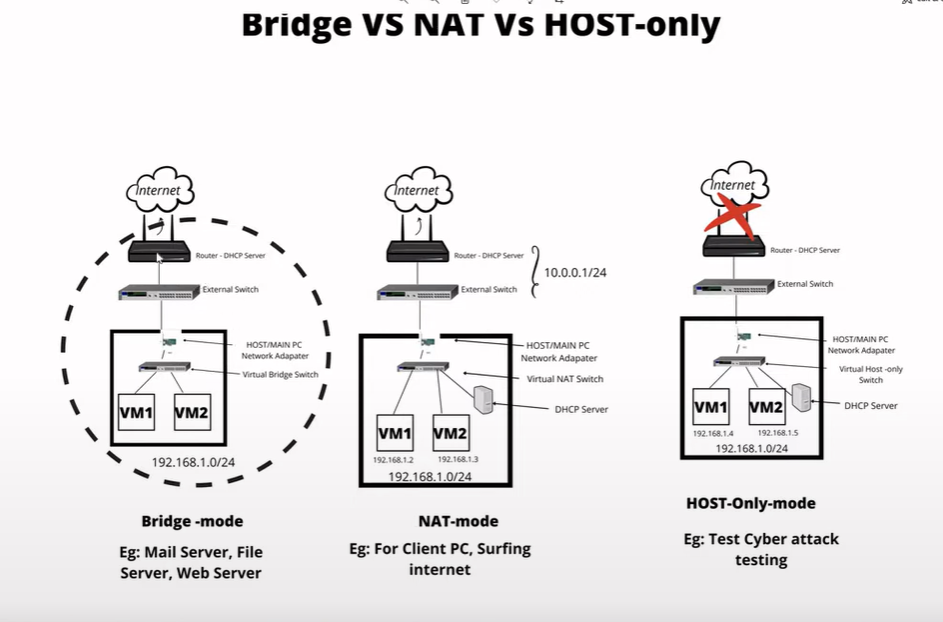 Bridge VS NAT Vs HOST-only
Internet
Router - DHCP Server
External Switch
HOST/MAIN PC
Network Adapater
Virtual Bridge Switch
VM1
VM2
192.168.1.0/24
Bridge -mode
Eg: Mail Server, File
Server, Web Server
Internet
Router - DHCP Server
External Switch
10.0.0.1/24
HOST/MAIN PC
Network Adapater
Virtual NAT Switch
DHCP Server
VM1
VM2
192.168.1.2
192.168.1.3
192.168.1.0/24
NAT-mode
Eg: For Client PC, Surfing
internet
Internet
Router - DHCP Server
External Switch
HOST/MAIN PC
Network Adapater
Virtual Host -only
Switch
DHCP Server
VM1
VM2
192.168.1.4
192.168.1.5
192.168.1.0/24
HOST-Only-mode
Eg: Test Cyber attack
testing